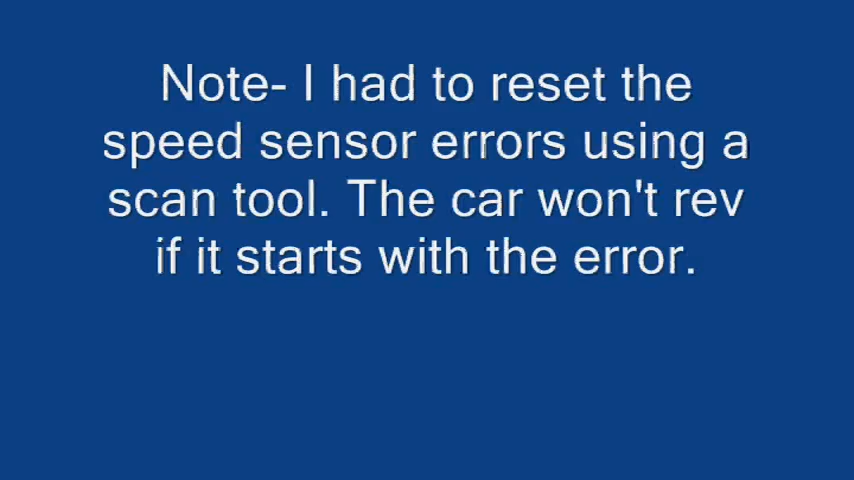 Note- I had to reset the
speed sensor errors using a
scan tool. The car won't rev
if it starts with the error.